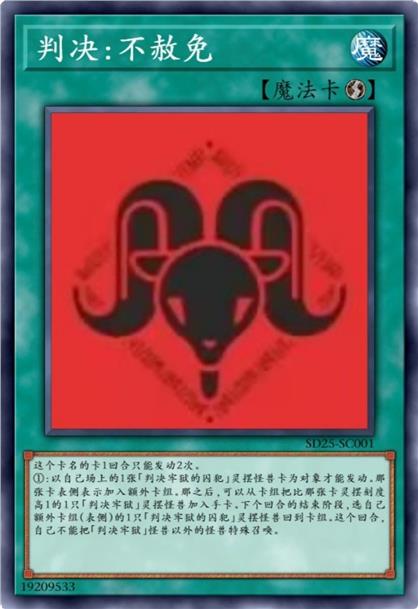 判决:不赦免
魔
【魔法卡】
SD25-SC001
这个卡名的卡1回合只能发动2次。
①:以自己场上的1张「判决牢狱的囚犯」灵摆怪兽卡为对象才能发动。那
张卡表侧表示加入额外卡组。那之后,可以从卡组把比那张卡灵摆刻度
高1的1只「判决牢狱」灵摆怪兽加入手卡。下个回合的结束阶段,选自己
额外卡组(表侧)的1只「判决牢狱的囚犯」灵摆怪兽回到卡组。这个回合,
自己不能把「判决牢狱」怪兽以外的怪兽特殊召唤。
19209533